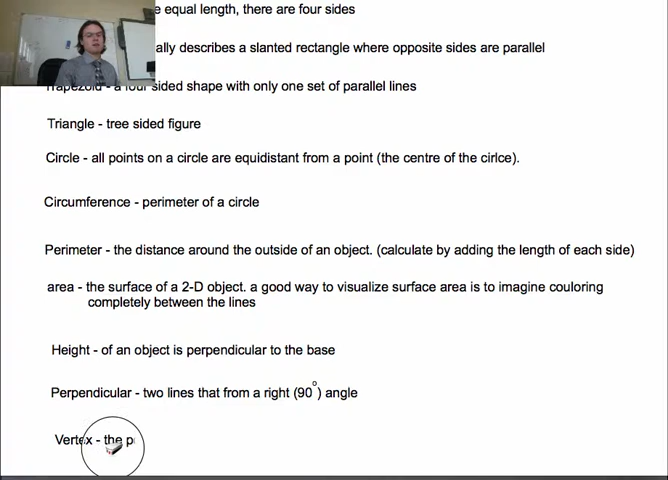 e equal length, there are four sides
ally describes a slanted rectangle where opposite sides are parallel
Trapezoid - a four sided shape with only one set of parallel lines
Triangle - tree sided figure
Circle - all points on a circle are equidistant from a point (the centre of the cirlce).
Circumference - perimeter of a circle
Perimeter - the distance around the outside of an object. (calculate by adding the length of each side)
area - the surface of a 2-D object. a good way to visualize surface area is to imagine couloring
completely between the lines
Height - of an object is perpendicular to the base
Perpendicular - two lines that from a right (90°) angle
Vertex - the p